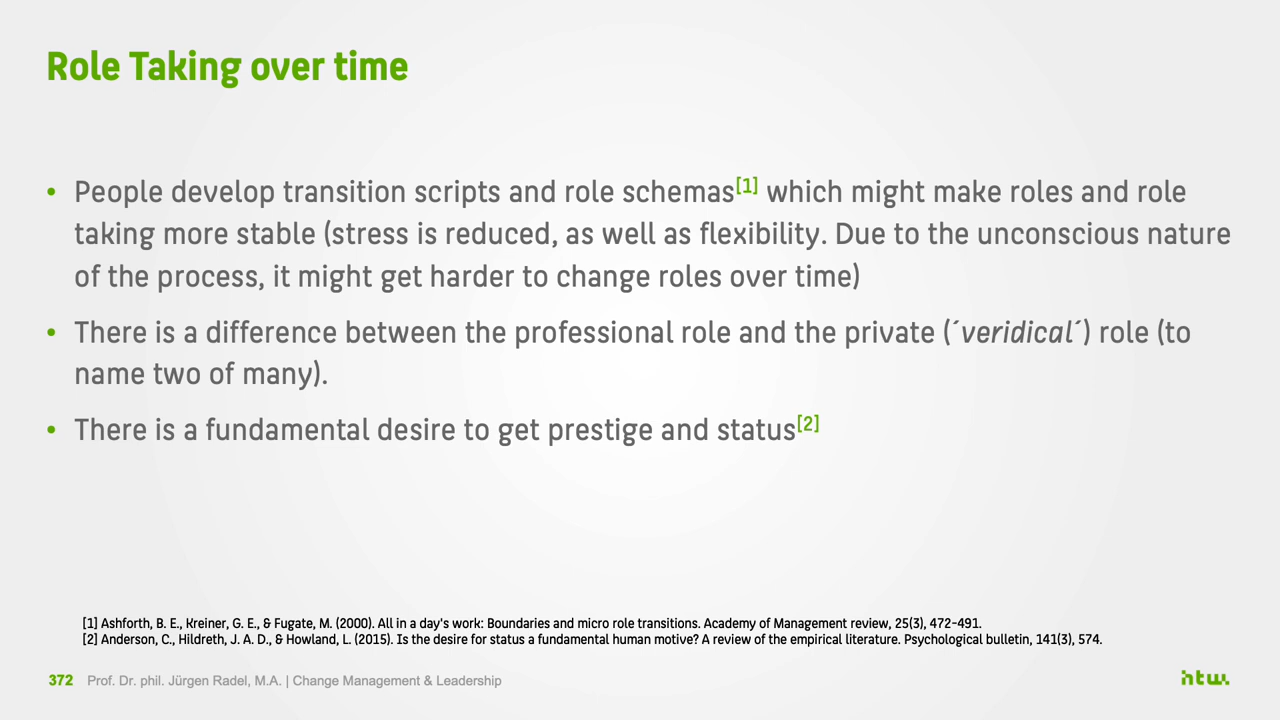 Role Taking over time
• People develop transition scripts and role schemas[1] which might make roles and role
taking more stable (stress is reduced, as well as flexibility. Due to the unconscious nature
of the process, it might get harder to change roles over time)
• There is a difference between the professional role and the private (´veridical´) role (to
name two of many).
• There is a fundamental desire to get prestige and status[2]
[1] Ashforth, B. E., Kreiner, G. E., & Fugate, M. (2000). All in a day's work: Boundaries and micro role transitions. Academy of Management review, 25(3), 472-491.
[2] Anderson, C., Hildreth, J. A. D., & Howland, L. (2015). Is the desire for status a fundamental human motive? A review of the empirical literature. Psychological bulletin, 141(3), 574.
372 Prof. Dr. phil. Jürgen Radel, M.A. | Change Management & Leadership
htw.